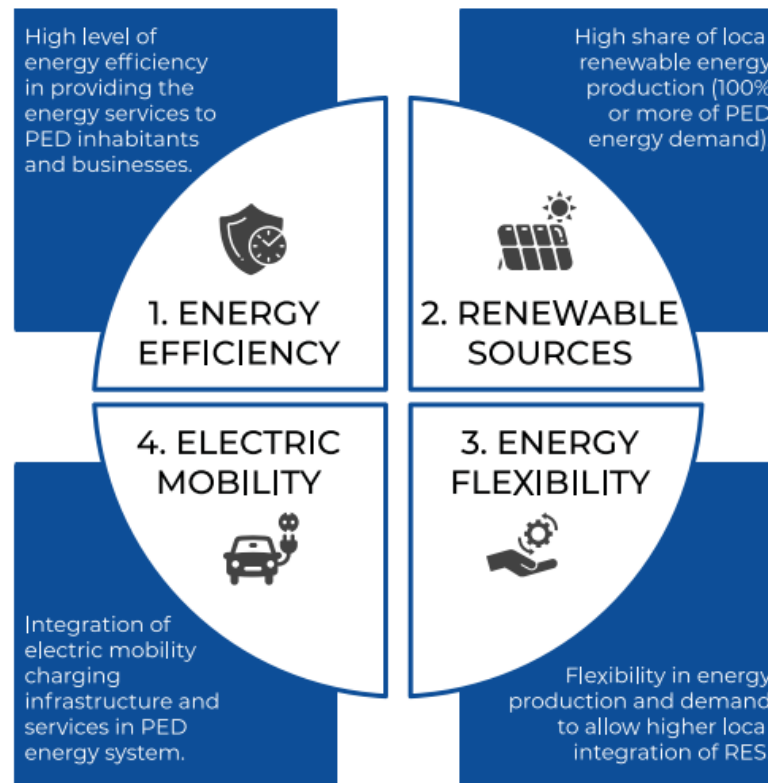 High level of
energy efficiency
in providing the
energy services to
PED inhabitants
and businesses.
High share of loca
renewable energy
production (100%
or more of PED
energy demand)
1. ENERGY
EFFICIENCY
2. RENEWABLE
SOURCES
4. ELECTRIC
MOBILITY
3. ENERGY
FLEXIBILITY
Integration of
electric mobility
charging
infrastructure and
services in PED
energy system.
Flexibility in energy
production and demand
to allow higher loca
integration of RES